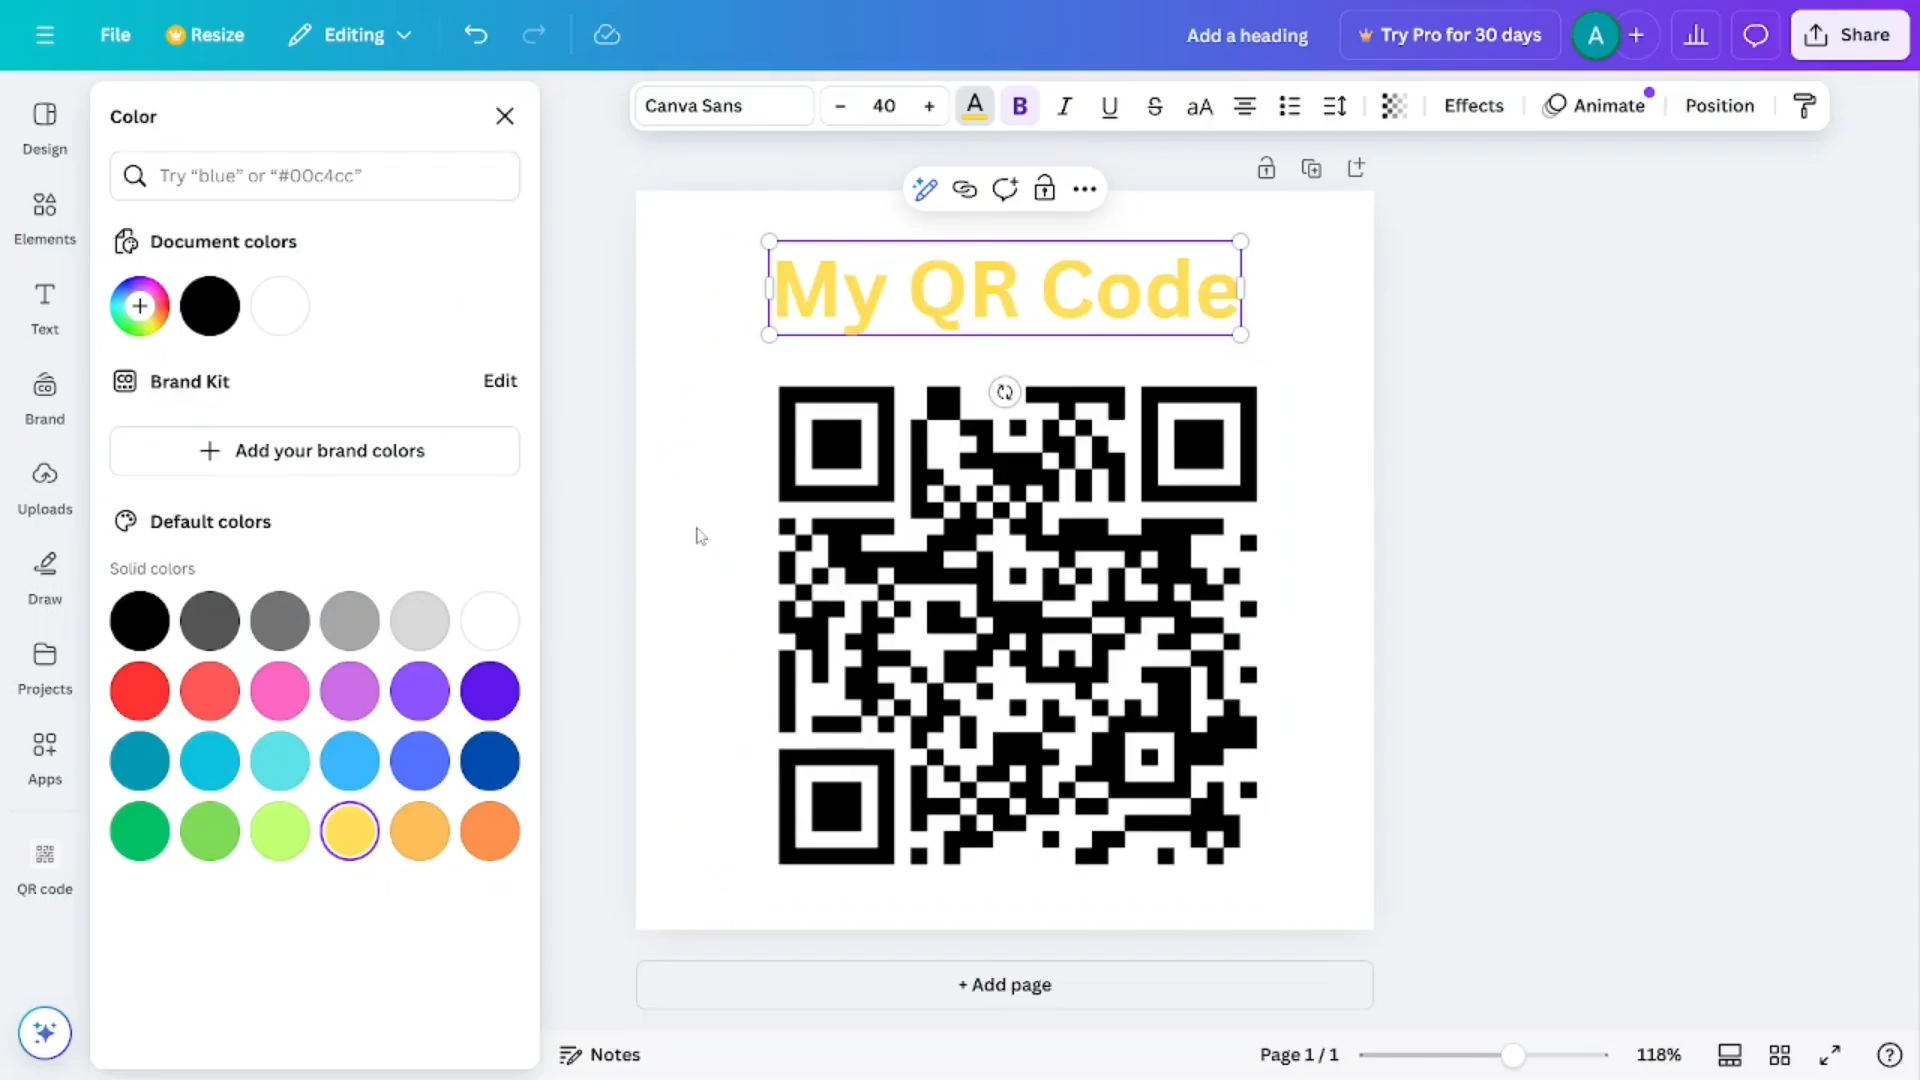 File
Resize
Editing
Add a heading
Try Pro for 30 days
A
Share
Design
Elements
Text
Brand
Uploads
Draw
Projects
Apps
QR code
Color
Try “blue” or “#00c4cc”
Document colors
Brand Kit
Edit
Add your brand colors
Default colors
Solid colors
Canva Sans
– 40 +
A
B
I
U
S
aA
Effects
Animate
Position
My QR Code
+ Add page
Notes
Page 1 / 1
118%